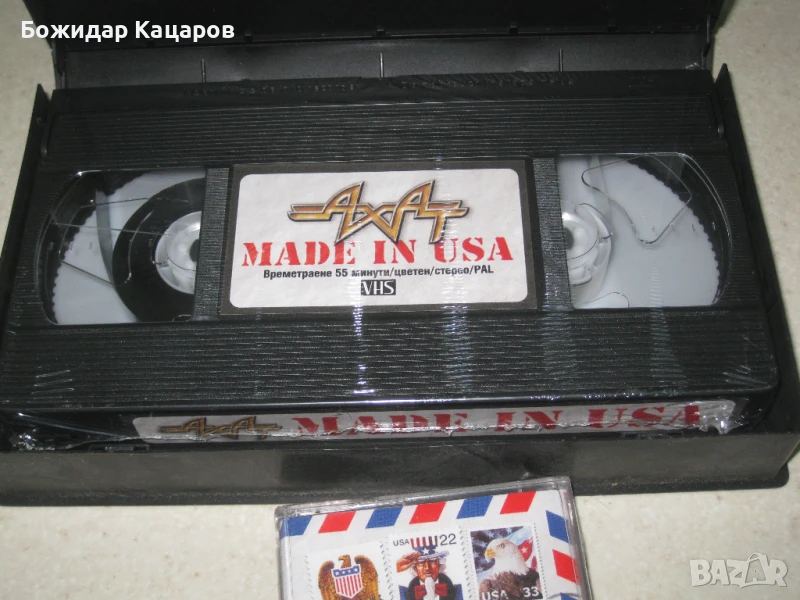 Божидар Кацаров
АХАТ
MADE IN USA
Времетраене 55 минути/цветен/стерео/PAL
VHS
АХАТ MADE IN USA
USA 22
USA 33
BAZAR